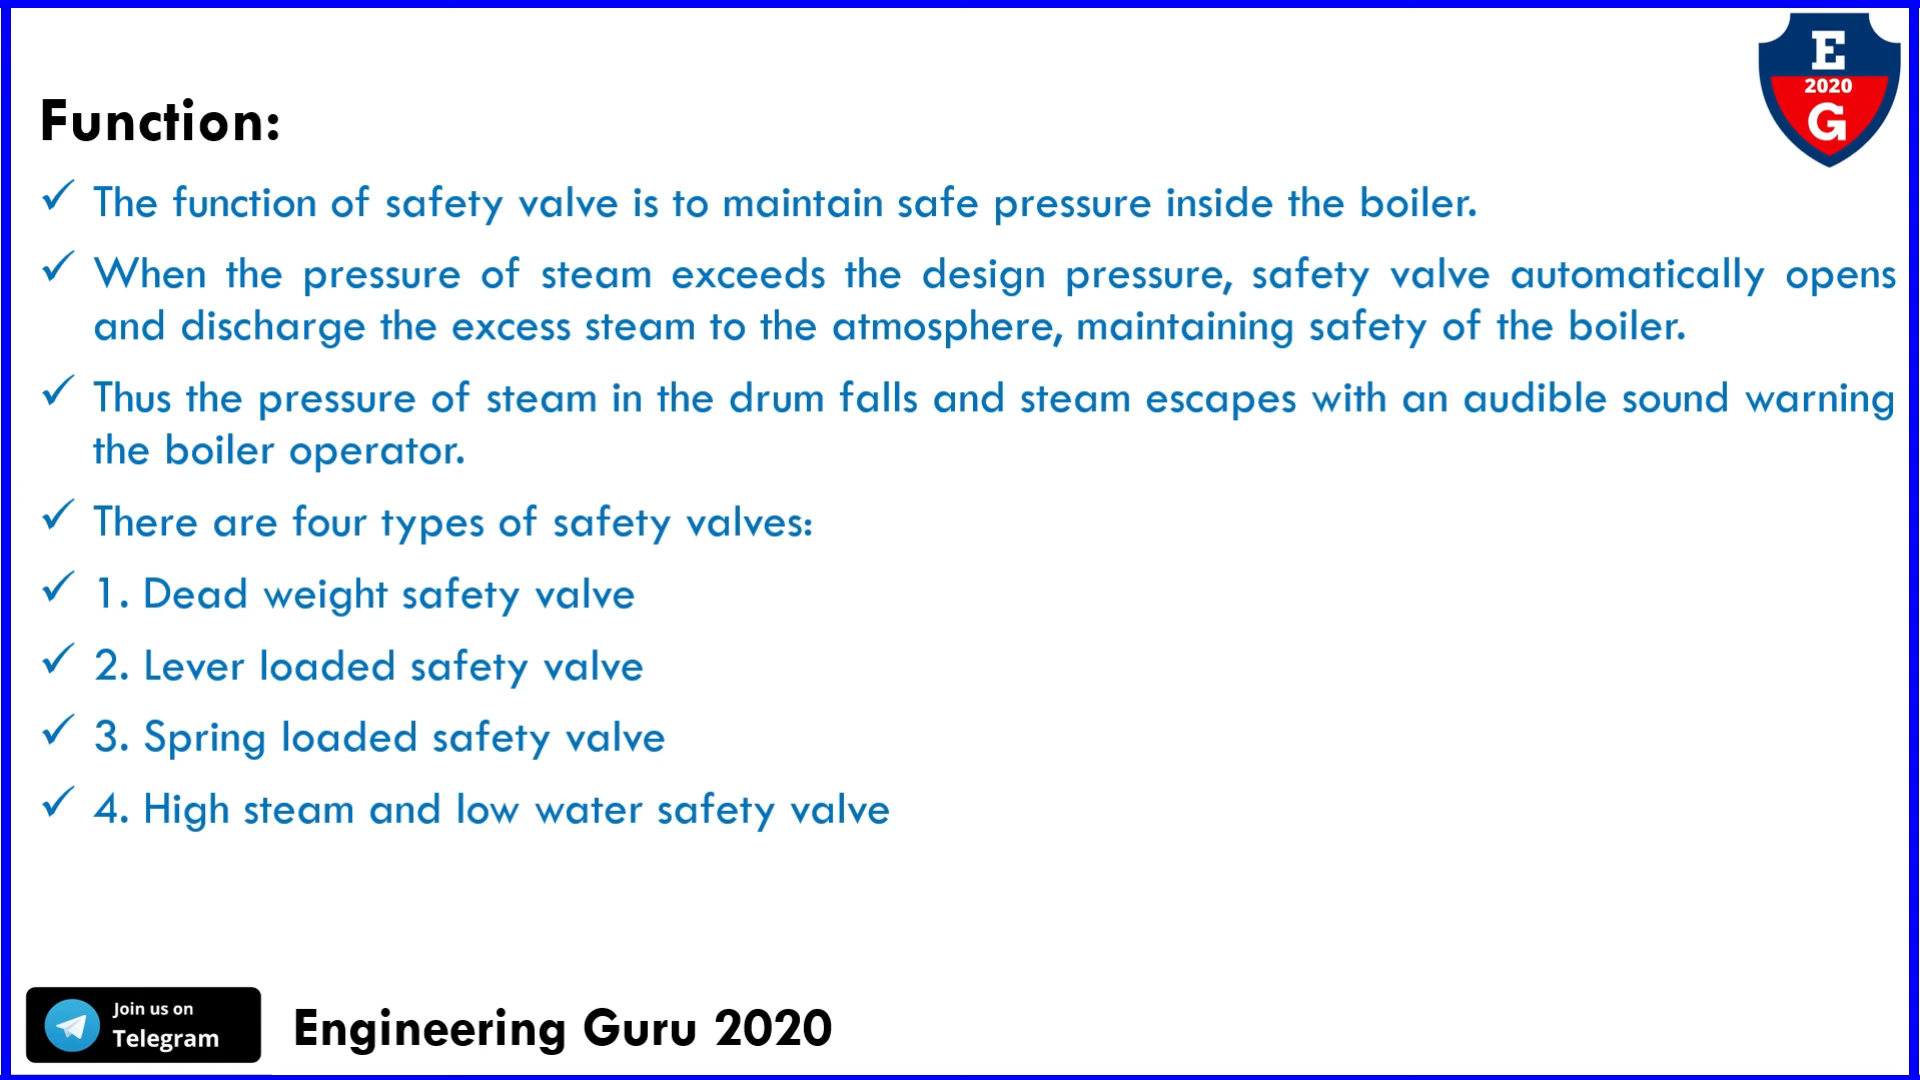 E
2020
G
Function:
✓ The function of safety valve is to maintain safe pressure inside the boiler.
✓ When the pressure of steam exceeds the design pressure, safety valve automatically opens
and discharge the excess steam to the atmosphere, maintaining safety of the boiler.
✓ Thus the pressure of steam in the drum falls and steam escapes with an audible sound warning
the boiler operator.
✓ There are four types of safety valves:
✓ 1. Dead weight safety valve
✓ 2. Lever loaded safety valve
✓ 3. Spring loaded safety valve
✓ 4. High steam and low water safety valve
Join us on
Telegram
Engineering Guru 2020